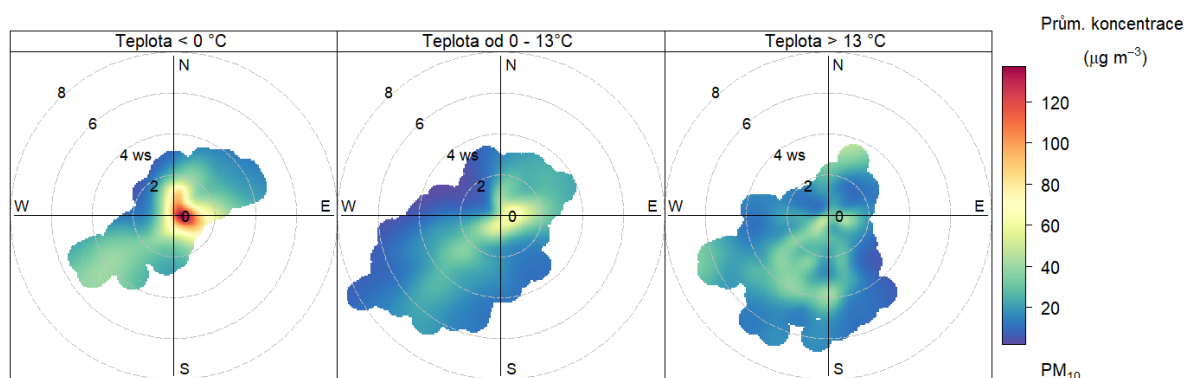 Prům. koncentrace
(µg m⁻³)
Teplota < 0 °C
Teplota od 0 - 13°C
Teplota > 13 °C
N
8
6
4 ws
2
0
W
E
S
N
8
6
4 ws
2
0
W
E
S
N
8
6
4 ws
2
0
W
E
S
120
100
80
60
40
20
PM₁₀